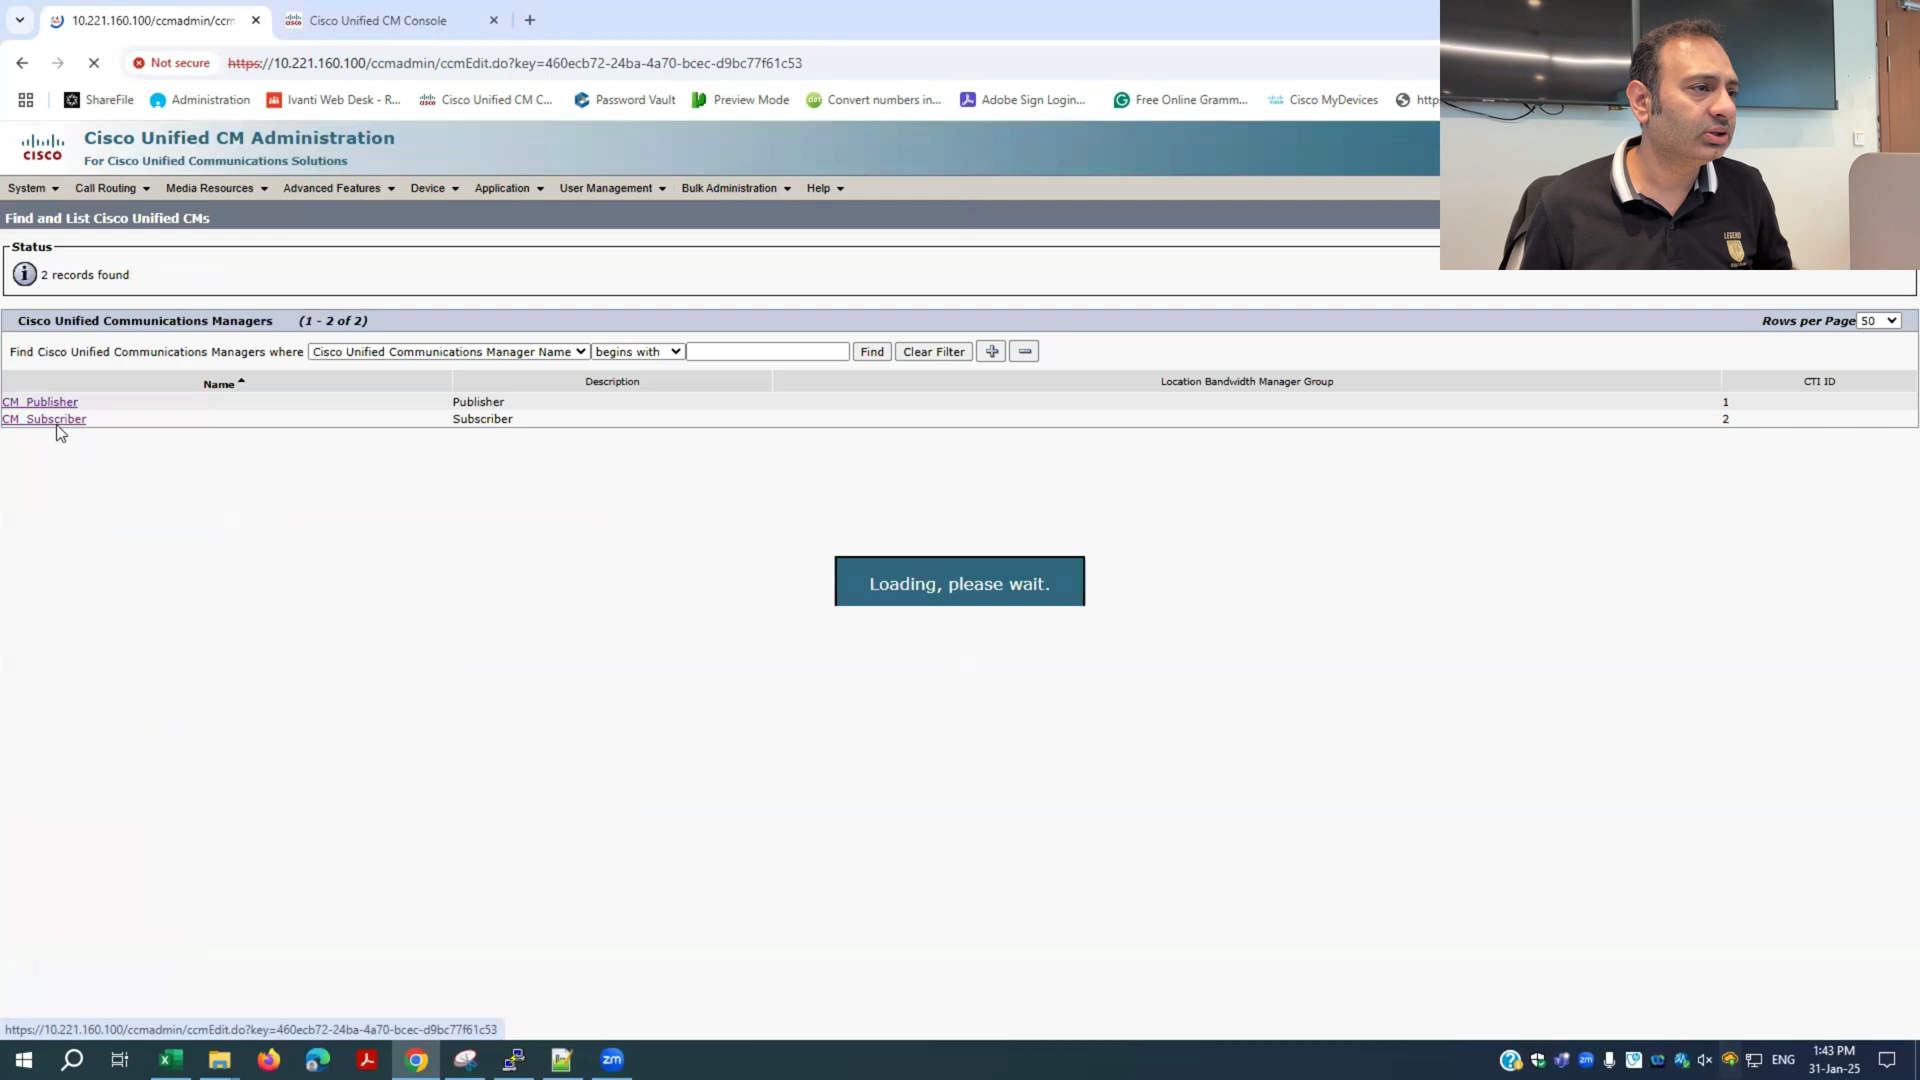 10.221.160.100/ccmadmin/ccm
Cisco Unified CM Console
Not secure
https://10.221.160.100/ccmadmin/ccmEdit.do?key=460ecb72-24ba-4a70-bcec-d9bc77f61c53
ShareFile
Administration
Ivanti Web Desk - R...
Cisco Unified CM C...
Password Vault
Preview Mode
Convert numbers in...
Adobe Sign Login...
Free Online Gramm...
Cisco MyDevices
http
CISCO
Cisco Unified CM Administration
For Cisco Unified Communications Solutions
System
Call Routing
Media Resources
Advanced Features
Device
Application
User Management
Bulk Administration
Help
Find and List Cisco Unified CMs
Status
2 records found
Cisco Unified Communications Managers (1 - 2 of 2)
Rows per Page 50
Find Cisco Unified Communications Managers where Cisco Unified Communications Manager Name begins with Find Clear Filter
Name Description Location Bandwidth Manager Group CTI ID
CM_Publisher Publisher 1
CM_Subscriber Subscriber 2
Loading, please wait.
https://10.221.160.100/ccmadmin/ccmEdit.do?key=460ecb72-24ba-4a70-bcec-d9bc77f61c53
zm
ENG
1:43 PM
31-Jan-25
LEGEND